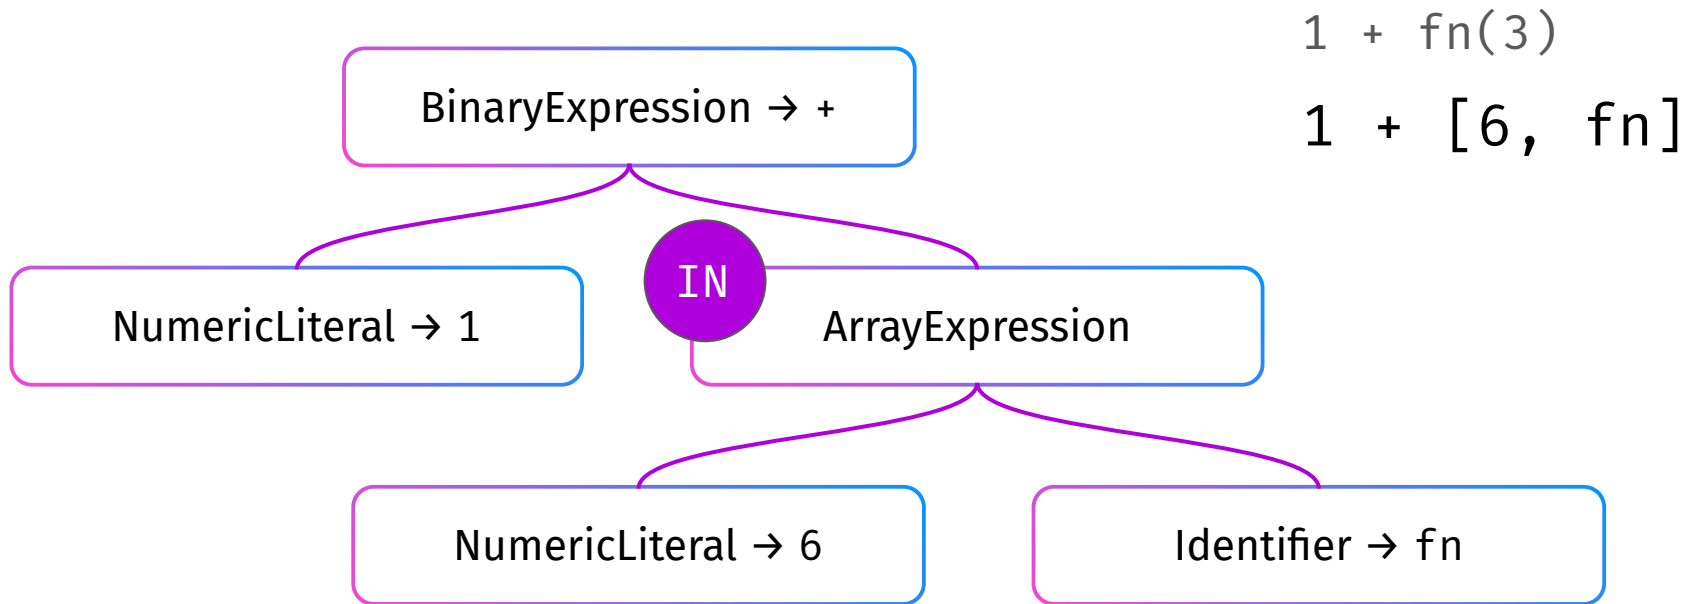 1 + fn(3)
1 + [6, fn]
BinaryExpression → +
IN
NumericLiteral → 1
ArrayExpression
NumericLiteral → 6
Identifier → fn